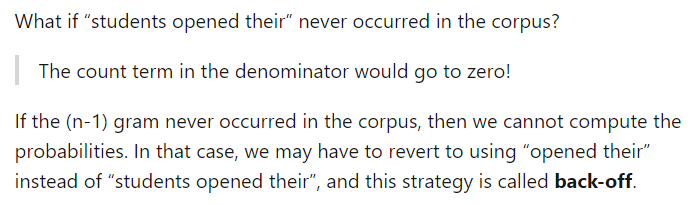 What if “students opened their” never occurred in the corpus?
The count term in the denominator would go to zero!
If the (n-1) gram never occurred in the corpus, then we cannot compute the
probabilities. In that case, we may have to revert to using “opened their”
instead of “students opened their”, and this strategy is called back-off.